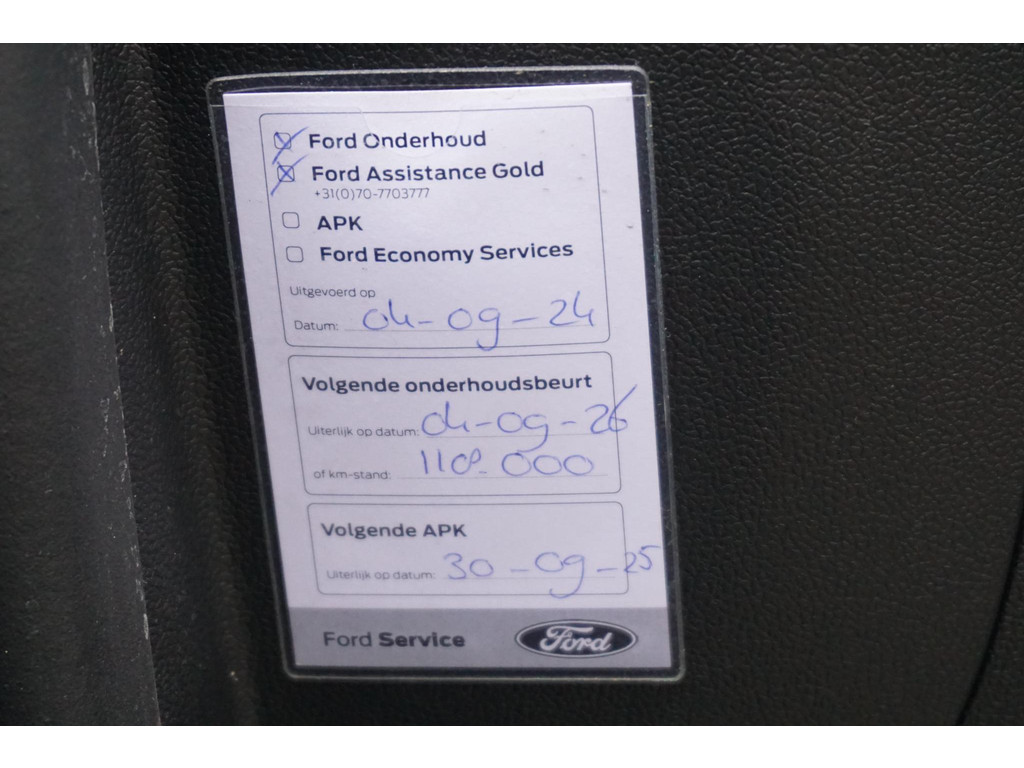 Ford Onderhoud
Ford Assistance Gold
+31(0)70-7703777
APK
Ford Economy Services
Uitgevoerd op
Datum: 04-09-24
Volgende onderhoudsbeurt
Uiterlijk op datum: 04-09-26
of km-stand: 118.000
Volgende APK
Uiterlijk op datum: 30-09-25
Ford Service Ford